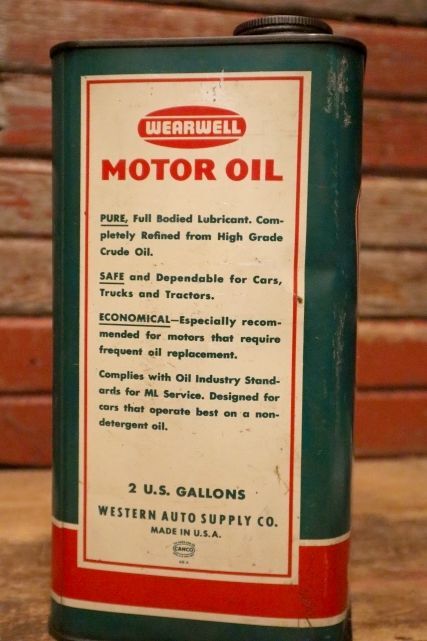 WEARWELL
MOTOR OIL
PURE, Full Bodied Lubricant. Com-
pletely Refined from High Grade
Crude Oil.
SAFE and Dependable for Cars,
Trucks and Tractors.
ECONOMICAL—Especially recom-
mended for motors that require
frequent oil replacement.
Complies with Oil Industry Stand-
ards for ML Service. Designed for
cars that operate best on a non-
detergent oil.
2 U.S. GALLONS
WESTERN AUTO SUPPLY CO.
MADE IN U.S.A.
CANCO